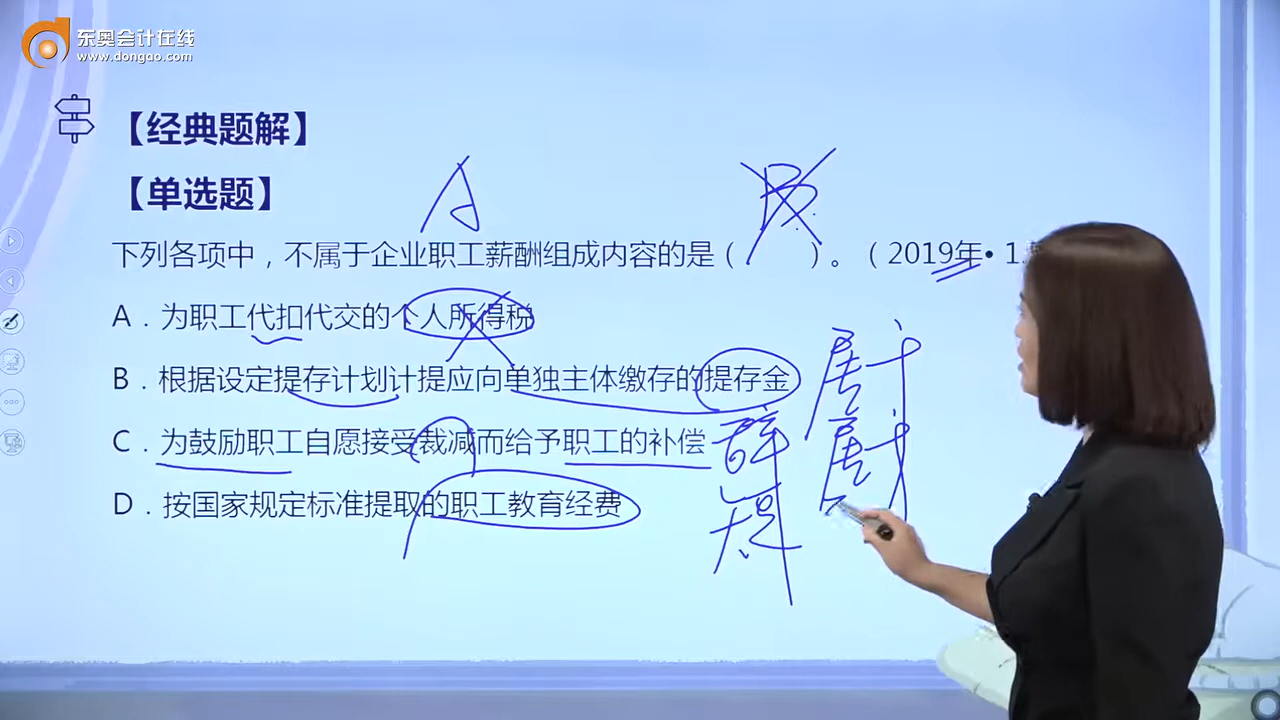 东奥会计在线
www.dongao.com
【经典题解】
【单选题】
A
B
下列各项中，不属于企业职工薪酬组成内容的是（　　）。（2019年• 1
A．为职工代扣代交的个人所得税
B．根据设定提存计划计提应向单独主体缴存的提存金
C．为鼓励职工自愿接受裁减而给予职工的补偿
D．按国家规定标准提取的职工教育经费
辞